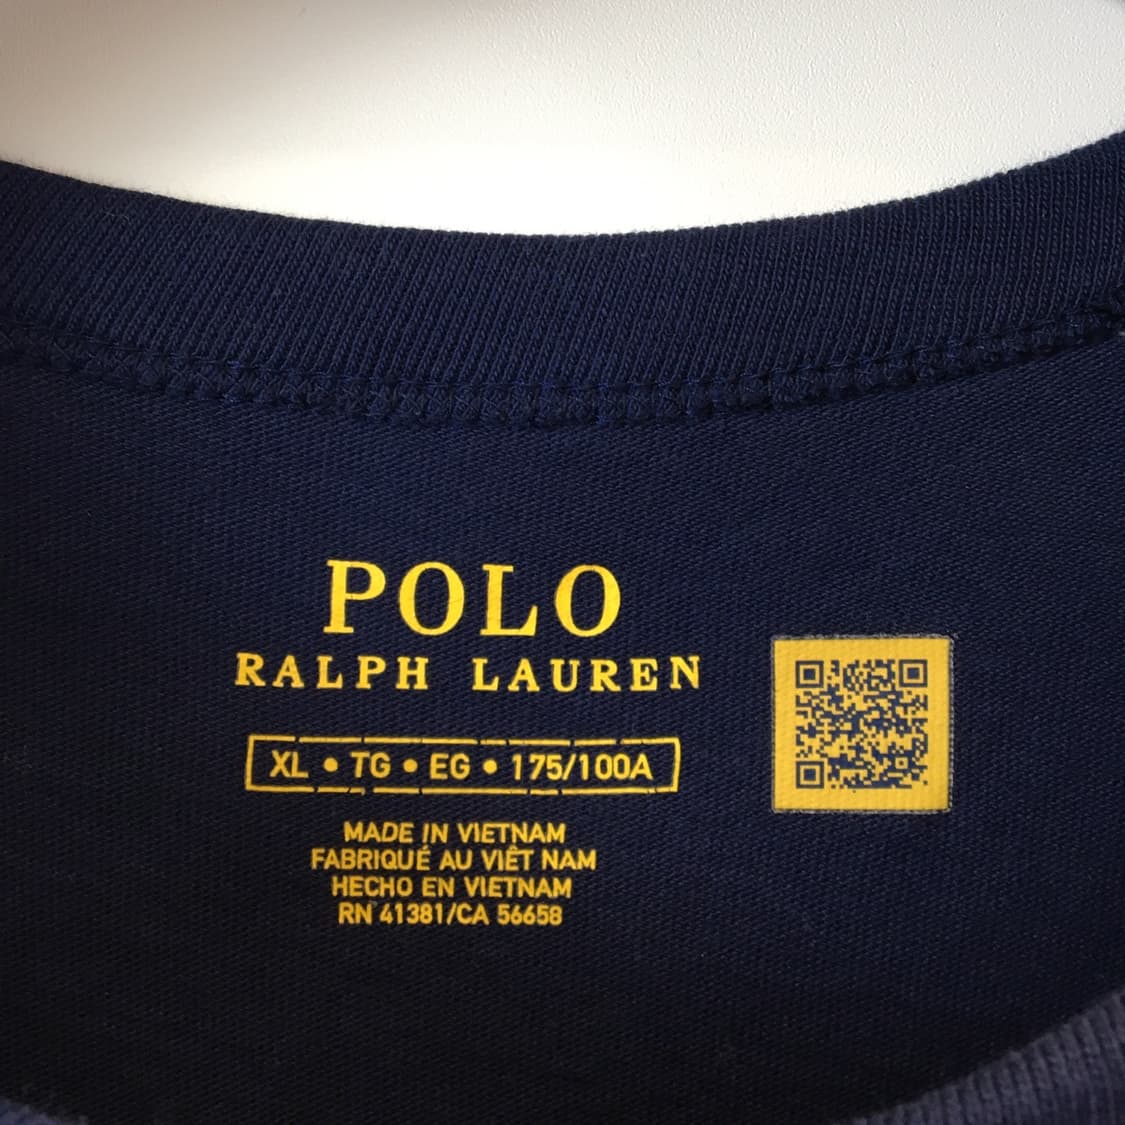 POLO
RALPH LAUREN
XL • TG • EG • 175/100A
MADE IN VIETNAM
FABRIQUÉ AU VIÊT NAM
HECHO EN VIETNAM
RN 41381/CA 56658